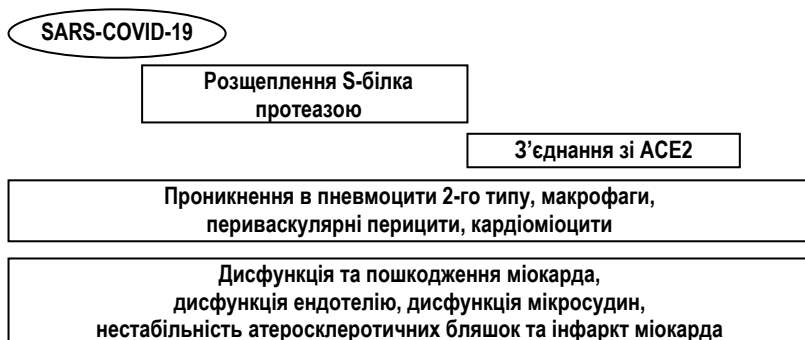 SARS-COVID-19
Розщеплення S-білка
протеазою
З’єднання зі ACE2
Проникнення в пневмоцити 2-го типу, макрофаги,
периваскулярні перицити, кардіоміоцити
Дисфункція та пошкодження міокарда,
дисфункція ендотелію, дисфункція мікросудин,
нестабільність атеросклеротичних бляшок та інфаркт міокарда